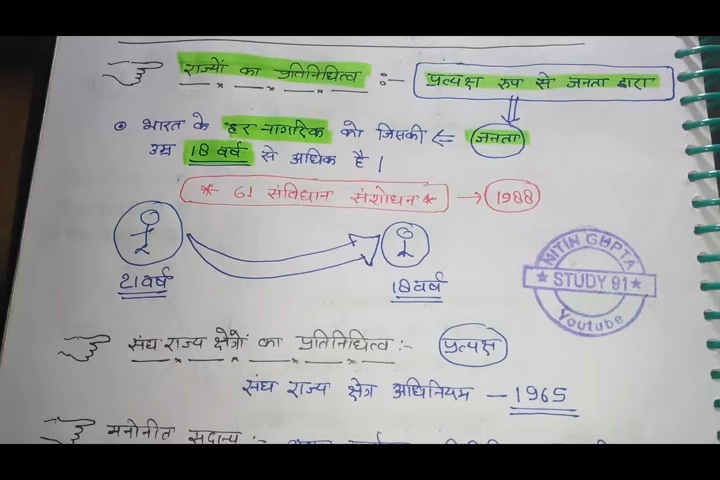 राज्यों का प्रतिनिधित्व :- प्रत्यक्ष रूप से जनता द्वारा
भारत के हर नागरिक को जिसकी ⇐ जनता
उम्र 18 वर्ष से अधिक है |
* 61 संविधान संशोधन * → 1988
21 वर्ष
18 वर्ष
NITIN GUPTA
★ STUDY 91 ★
Youtube
संघ राज्य क्षेत्रों का प्रतिनिधित्व :- प्रत्यक्ष
संघ राज्य क्षेत्र अधिनियम - 1965
मनोनीत सदस्य :-